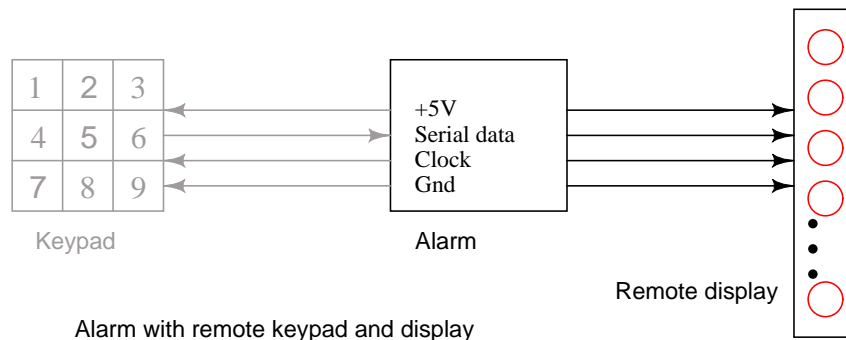 1 2 3
4 5 6
7 8 9
Keypad
+5V
Serial data
Clock
Gnd
Alarm
Remote display
Alarm with remote keypad and display